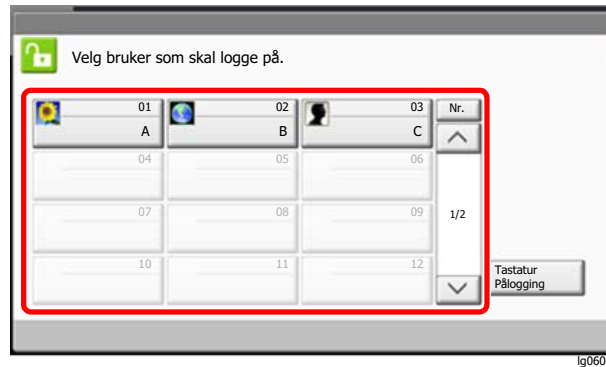 Velg bruker som skal logge på.
01 02 03 Nr.
A B C
04 05 06
07 08 09 1/2
10 11 12
Tastatur
Pålogging
lg060